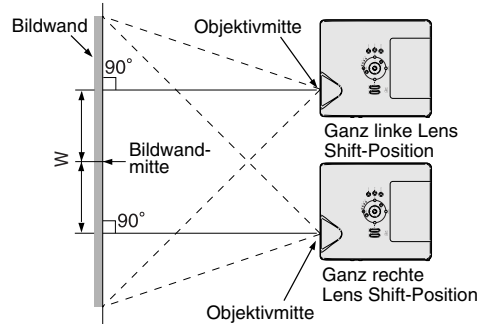 Bildwand
Objektivmitte
90°
Ganz linke Lens
Shift-Position
W
Bildwand-
mitte
90°
Ganz rechte
Lens Shift-Position
Objektivmitte